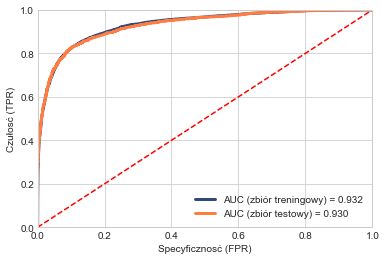 1.0
0.8
0.6
0.4
0.2
0.0
Czułość (TPR)
AUC (zbiór treningowy) = 0.932
AUC (zbiór testowy) = 0.930
0.0 0.2 0.4 0.6 0.8 1.0
Specyficzność (FPR)